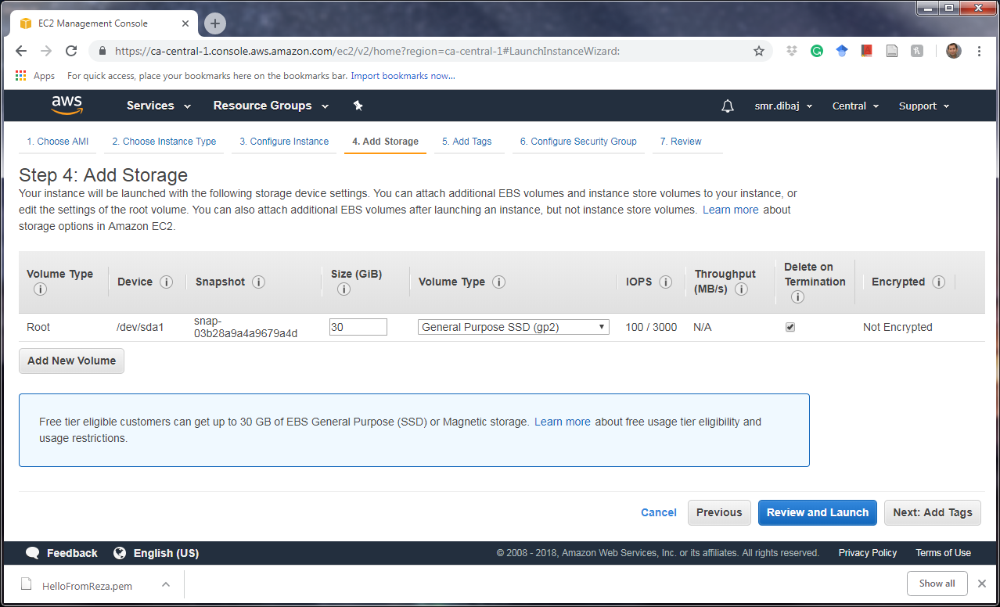 EC2 Management Console
https://ca-central-1.console.aws.amazon.com/ec2/v2/home?region=ca-central-1#LaunchInstanceWizard:
Apps For quick access, place your bookmarks here on the bookmarks bar. Import bookmarks now...
aws Services Resource Groups smr.dibaj Central Support
1. Choose AMI 2. Choose Instance Type 3. Configure Instance 4. Add Storage 5. Add Tags 6. Configure Security Group 7. Review
Step 4: Add Storage
Your instance will be launched with the following storage device settings. You can attach additional EBS volumes and instance store volumes to your instance, or
edit the settings of the root volume. You can also attach additional EBS volumes after launching an instance, but not instance store volumes. Learn more about
storage options in Amazon EC2.
Volume Type Device Snapshot Size (GiB) Volume Type IOPS Throughput (MB/s) Delete on Termination Encrypted
Root /dev/sda1 snap-03b28a9a4a9679a4d 30 General Purpose SSD (gp2) 100 / 3000 N/A Not Encrypted
Add New Volume
Free tier eligible customers can get up to 30 GB of EBS General Purpose (SSD) or Magnetic storage. Learn more about free usage tier eligibility and
usage restrictions.
Cancel Previous Review and Launch Next: Add Tags
Feedback English (US) © 2008 - 2018, Amazon Web Services, Inc. or its affiliates. All rights reserved. Privacy Policy Terms of Use
HelloFromReza.pem Show all